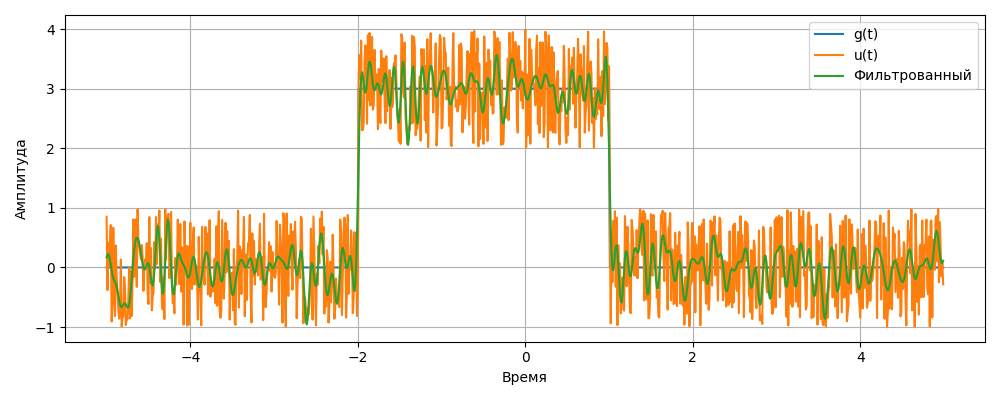 g(t)
u(t)
Фильтрованный
4
3
2
1
0
−1
Амплитуда
−4
−2
0
2
4
Время